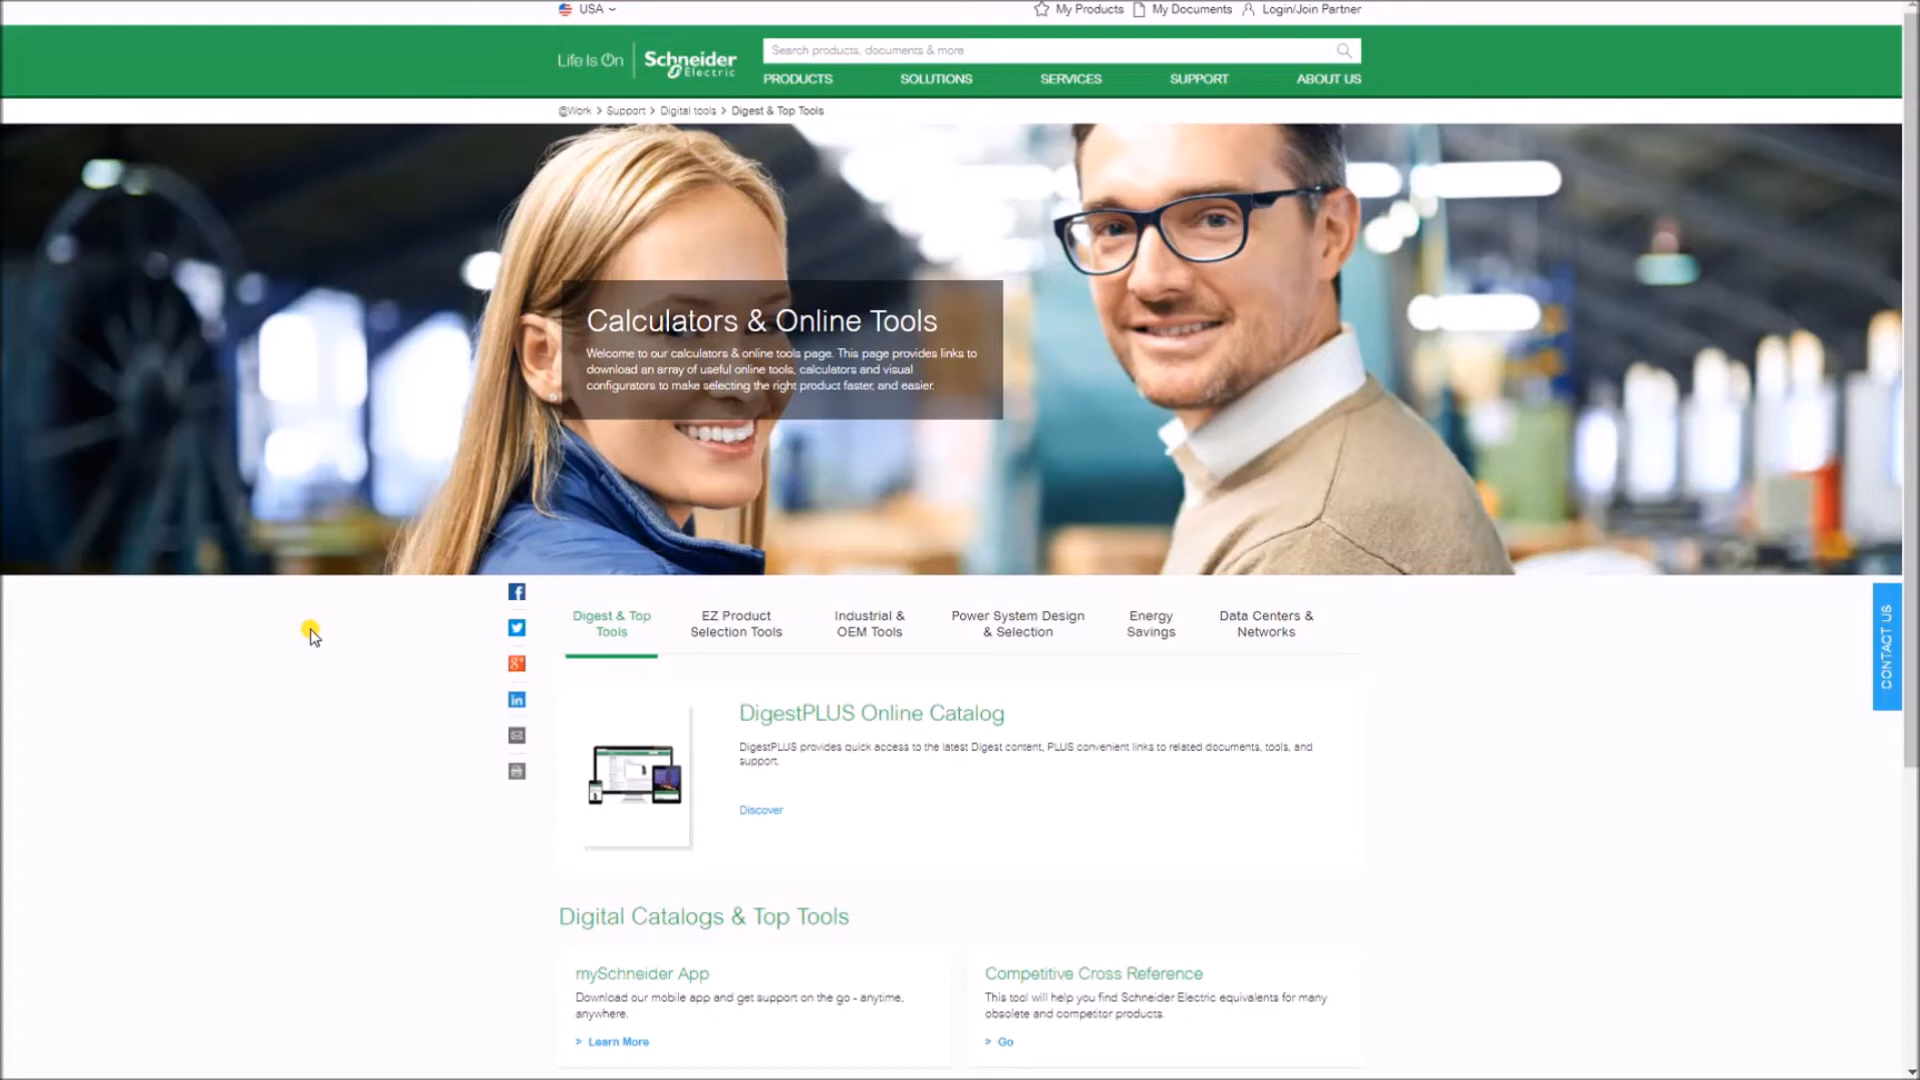 USA
My Products
My Documents
Login/Join Partner
Life Is On
Schneider
Electric
Search products, documents & more
PRODUCTS
SOLUTIONS
SERVICES
SUPPORT
ABOUT US
@Work > Support > Digital tools > Digest & Top Tools
Calculators & Online Tools
Welcome to our calculators & online tools page. This page provides links to
download an array of useful online tools, calculators and visual
configurators to make selecting the right product faster, and easier.
CONTACT US
Digest & Top
Tools
EZ Product
Selection Tools
Industrial &
OEM Tools
Power System Design
& Selection
Energy
Savings
Data Centers &
Networks
DigestPLUS Online Catalog
DigestPLUS provides quick access to the latest Digest content, PLUS convenient links to related documents, tools, and
support.
Discover
Digital Catalogs & Top Tools
mySchneider App
Download our mobile app and get support on the go - anytime,
anywhere.
> Learn More
Competitive Cross Reference
This tool will help you find Schneider Electric equivalents for many
obsolete and competitor products.
> Go